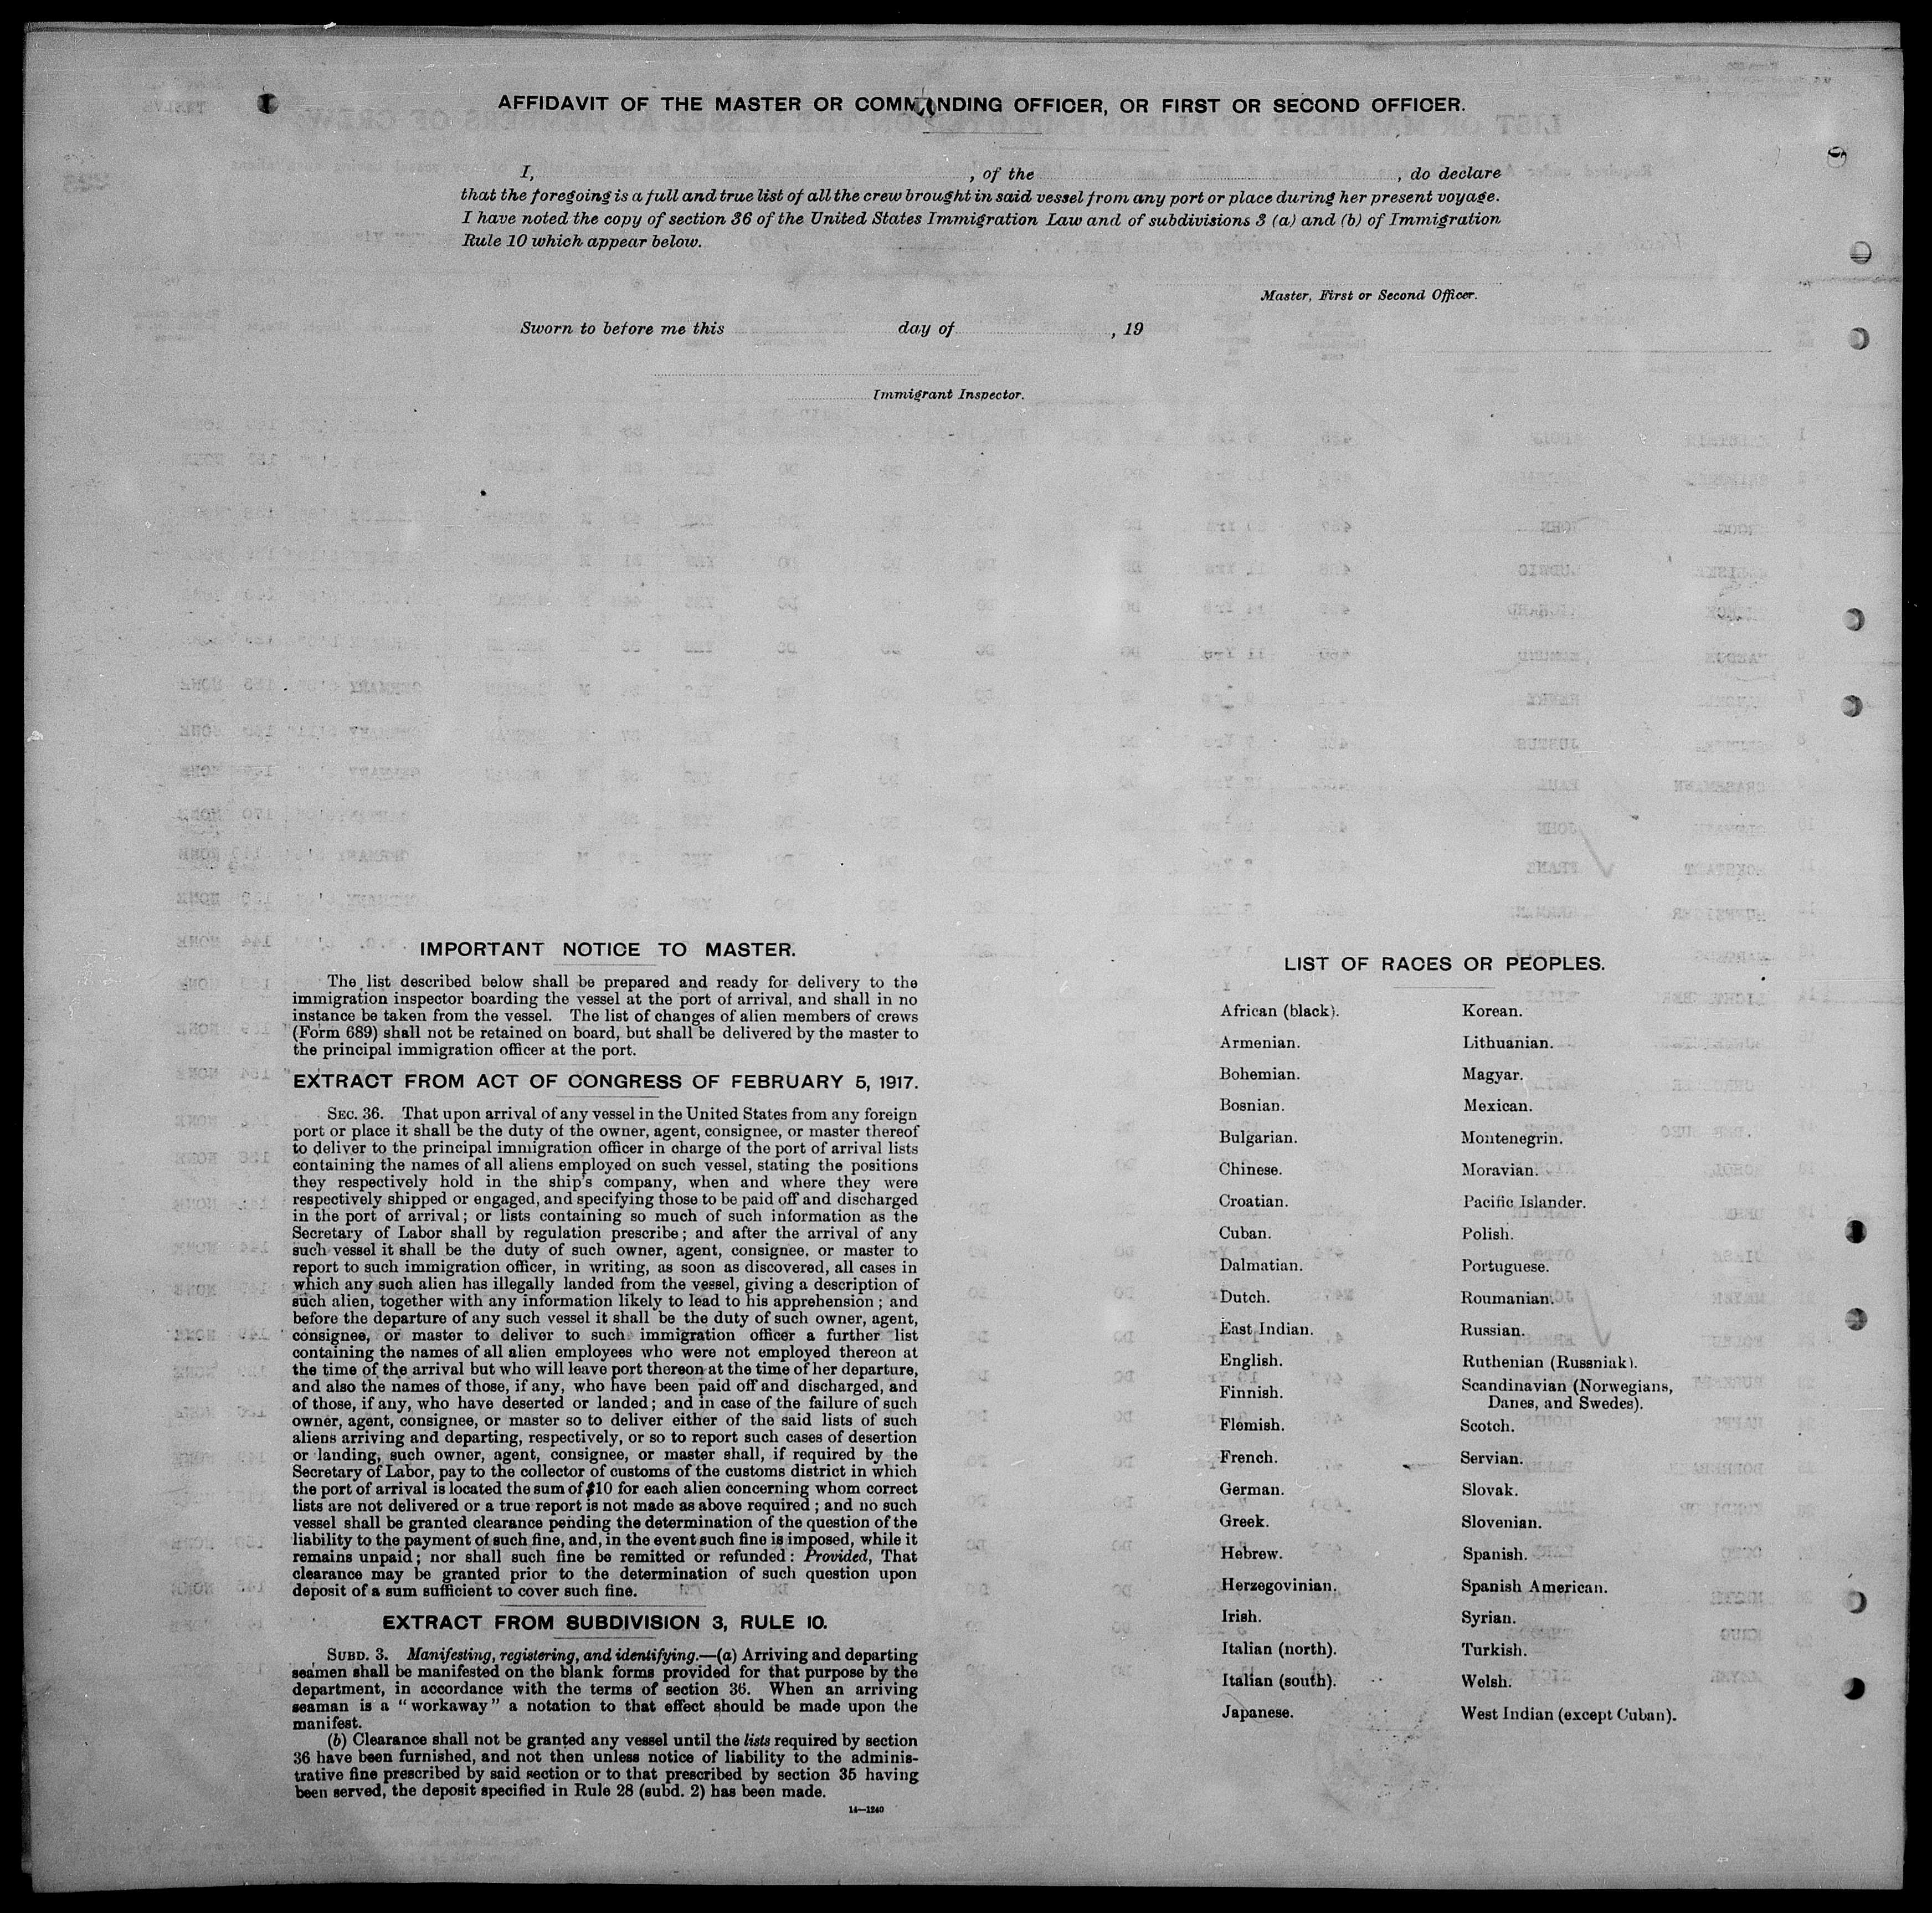 AFFIDAVIT OF THE MASTER OR COMMANDING OFFICER, OR FIRST OR SECOND OFFICER.
I, , of the , do declare
that the foregoing is a full and true list of all the crew brought in said vessel from any port or place during her present voyage.
I have noted the copy of section 36 of the United States Immigration Law and of subdivisions 3 (a) and (b) of Immigration
Rule 10 which appear below.
Master, First or Second Officer.
Sworn to before me this day of , 19
Immigrant Inspector.
IMPORTANT NOTICE TO MASTER.
The list described below shall be prepared and ready for delivery to the
immigration inspector boarding the vessel at the port of arrival, and shall in no
instance be taken from the vessel. The list of changes of alien members of crews
(Form 689) shall not be retained on board, but shall be delivered by the master to
the principal immigration officer at the port.
EXTRACT FROM ACT OF CONGRESS OF FEBRUARY 5, 1917.
SEC. 36. That upon arrival of any vessel in the United States from any foreign
port or place it shall be the duty of the owner, agent, consignee, or master thereof
to deliver to the principal immigration officer in charge of the port of arrival lists
containing the names of all aliens employed on such vessel, stating the positions
they respectively hold in the ship's company, when and where they were
respectively shipped or engaged, and specifying those to be paid off and discharged
in the port of arrival; or lists containing so much of such information as the
Secretary of Labor shall by regulation prescribe; and after the arrival of any
such vessel it shall be the duty of such owner, agent, consignee, or master to
report to such immigration officer, in writing, as soon as discovered, all cases in
which any such alien has illegally landed from the vessel, giving a description of
such alien, together with any information likely to lead to his apprehension; and
before the departure of any such vessel it shall be the duty of such owner, agent,
consignee, or master to deliver to such immigration officer a further list
containing the names of all alien employees who were not employed thereon at
the time of the arrival but who will leave port thereon at the time of her departure,
and also the names of those, if any, who have been paid off and discharged, and
of those, if any, who have deserted or landed; and in case of the failure of such
owner, agent, consignee, or master so to deliver either of the said lists of such
aliens arriving and departing, respectively, or so to report such cases of desertion
or landing, such owner, agent, consignee, or master shall, if required by the
Secretary of Labor, pay to the collector of customs of the customs district in which
the port of arrival is located the sum of $10 for each alien concerning whom correct
lists are not delivered or a true report is not made as above required; and no such
vessel shall be granted clearance pending the determination of the question of the
liability to the payment of such fine, and, in the event such fine is imposed, while it
remains unpaid; nor shall such fine be remitted or refunded: Provided, That
clearance may be granted prior to the determination of such question upon
deposit of a sum sufficient to cover such fine.
EXTRACT FROM SUBDIVISION 3, RULE 10.
SUBD. 3. Manifesting, registering, and identifying.—(a) Arriving and departing
seamen shall be manifested on the blank forms provided for that purpose by the
department, in accordance with the terms of section 36. When an arriving
seaman is a "workaway" a notation to that effect should be made upon the
manifest.
(b) Clearance shall not be granted any vessel until the lists required by section
36 have been furnished, and not then unless notice of liability to the adminis-
trative fine prescribed by said section or to that prescribed by section 35 having
been served, the deposit specified in Rule 28 (subd. 2) has been made.
14—1240
LIST OF RACES OR PEOPLES.
African (black).
Armenian.
Bohemian.
Bosnian.
Bulgarian.
Chinese.
Croatian.
Cuban.
Dalmatian.
Dutch.
East Indian.
English.
Finnish.
Flemish.
French.
German.
Greek.
Hebrew.
Herzegovinian.
Irish.
Italian (north).
Italian (south).
Japanese.
Korean.
Lithuanian.
Magyar.
Mexican.
Montenegrin.
Moravian.
Pacific Islander.
Polish.
Portuguese.
Roumanian.
Russian.
Ruthenian (Russniak).
Scandinavian (Norwegians,
Danes, and Swedes).
Scotch.
Servian.
Slovak.
Slovenian.
Spanish.
Spanish American.
Syrian.
Turkish.
Welsh.
West Indian (except Cuban).